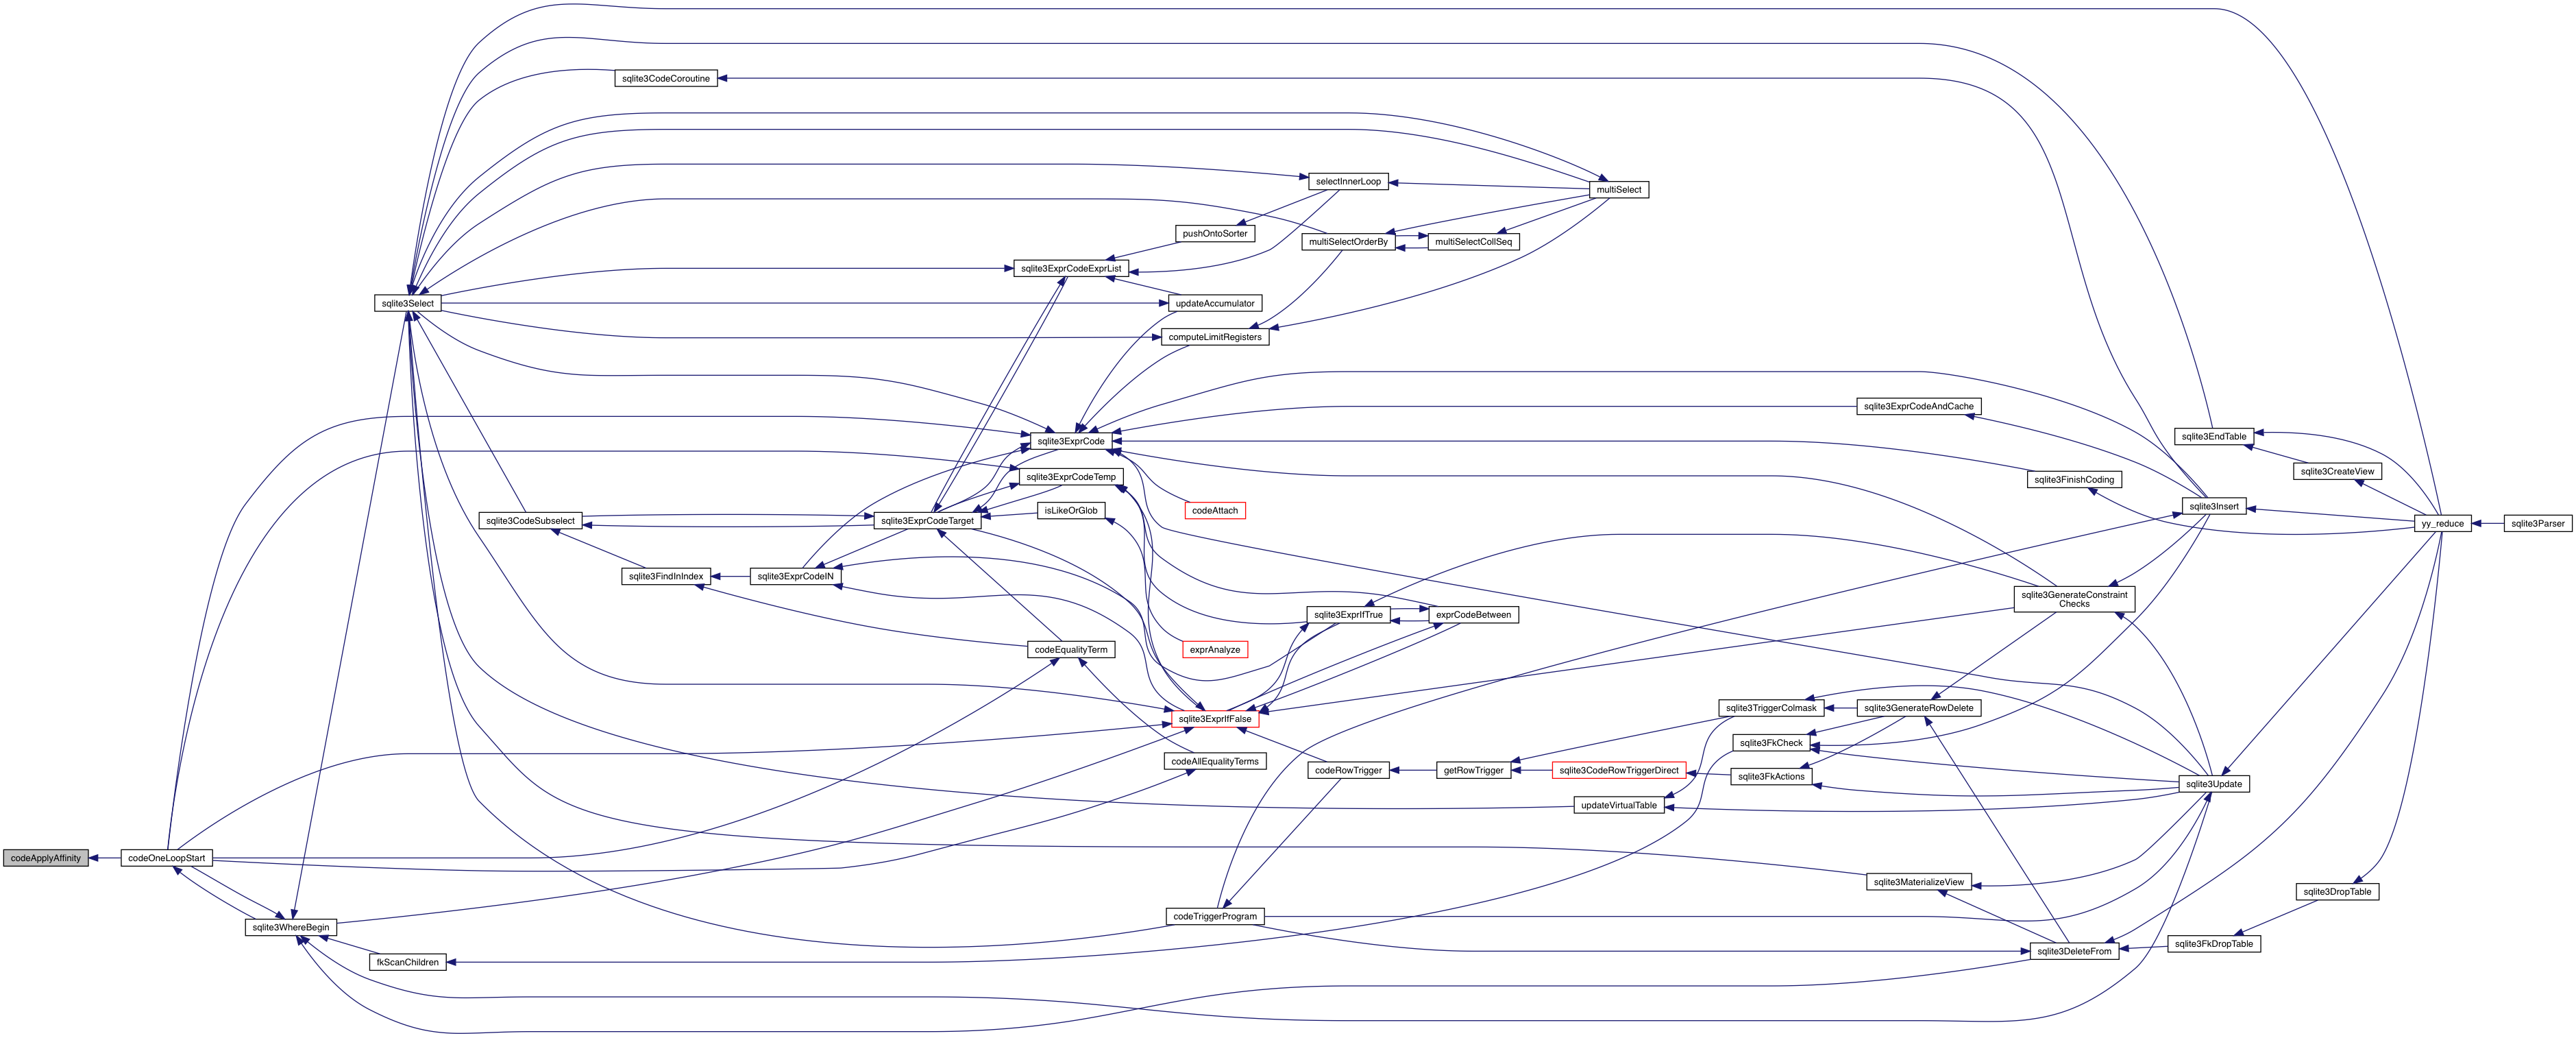 sqlite3CodeCoroutine
selectInnerLoop
multiSelect
pushOntoSorter
multiSelectOrderBy
multiSelectCollSeq
sqlite3ExprCodeExprList
sqlite3Select
updateAccumulator
computeLimitRegisters
sqlite3ExprCodeAndCache
sqlite3ExprCode
sqlite3EndTable
sqlite3CreateView
sqlite3ExprCodeTemp
sqlite3FinishCoding
sqlite3Insert
isLikeOrGlob
codeAttach
sqlite3CodeSubselect
sqlite3ExprCodeTarget
yy_reduce
sqlite3Parser
sqlite3FindInIndex
sqlite3ExprCodeIN
sqlite3GenerateConstraint
Checks
sqlite3ExprIfTrue
exprCodeBetween
codeEqualityTerm
exprAnalyze
sqlite3TriggerColmask
sqlite3GenerateRowDelete
sqlite3ExprIfFalse
sqlite3FkCheck
codeAllEqualityTerms
codeRowTrigger
getRowTrigger
sqlite3CodeRowTriggerDirect
sqlite3FkActions
sqlite3Update
updateVirtualTable
codeApplyAffinity
codeOneLoopStart
sqlite3MaterializeView
sqlite3DropTable
codeTriggerProgram
sqlite3WhereBegin
sqlite3FkDropTable
sqlite3DeleteFrom
fkScanChildren